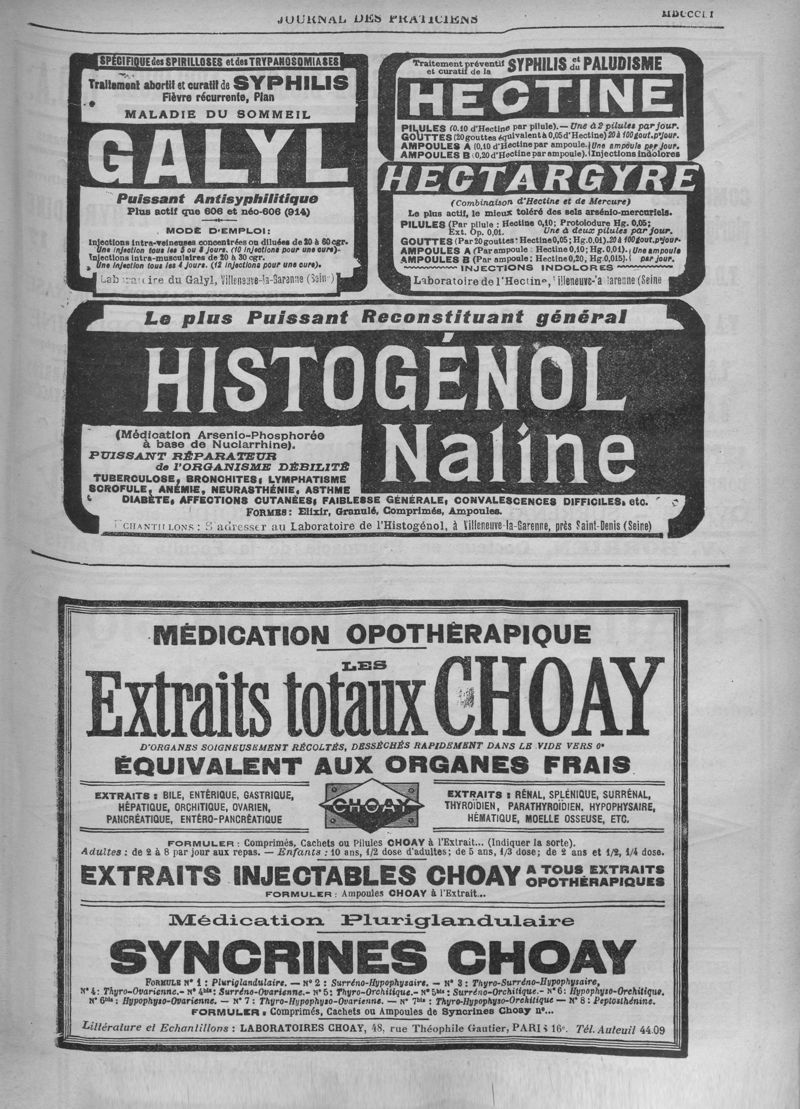 JOURNAL DES PRATICIENS
SPÉCIFIQUE des SPIRILLOSES et des TRYPANOSOMIASES
Traitement abortif et curatif de SYPHILIS
Fièvre récurrente, Pian
MALADIE DU SOMMEIL
GALYL
Puissant Antisyphilitique
Plus actif que 606 et néo-606 (914)
MODE D'EMPLOI:
Injections intra-veineuses concentrées ou diluées de 20 à 60 cgr.
Une injection tous les 5 ou 8 jours. (10 injections pour une cure).
Injections intra-musculaires de 20 à 30 cgr.
Une injection tous les 4 jours. (12 injections pour une cure).
Laboratoire du Galyl, Villeneuve-la-Garenne (Seine)
Traitement préventif et curatif de la SYPHILIS et du PALUDISME
HECTINE
PILULES (0.10 d'Hectine par pilule). — Une à 2 pilules par jour.
GOUTTES (20 gouttes équivalent à 0,05 d'Hectine) 20 à 100 gout. p' jour.
AMPOULES A (0,10 d'Hectine par ampoule. Une ampoule par jour.
AMPOULES B (0,20 d'Hectine par ampoule). Injections indolores
HECTARGYRE
(Combinaison d'Hectine et de Mercure)
Le plus actif, le mieux toléré des sels arsénio-mercuriels.
PILULES (Par pilule : Hectine 0,10; Protoiodure Hg. 0,05;
Ext. Op. 0,01. Une à deux pilules par jour.
GOUTTES (Par 20 gouttes : Hectine 0,05; Hg. 0,01). 20 à 100 gout. p' jour.
AMPOULES A (Par ampoule : Hectine 0,10; Hg. 0,01). Une ampoule
AMPOULES B (Par ampoule : Hectine 0,20, Hg. 0,015). par jour.
INJECTIONS INDOLORES
Laboratoire de l'Hectine, Villeneuve-la-Garenne (Seine
Le plus Puissant Reconstituant général
HISTOGÉNOL
Naline
(Médication Arsenio-Phosphorée
à base de Nuclarrhine).
PUISSANT RÉPARATEUR
de l'ORGANISME DÉBILITÉ
TUBERCULOSE, BRONCHITES, LYMPHATISME
SCROFULE, ANÉMIE, NEURASTHÉNIE, ASTHME
DIABÈTE, AFFECTIONS CUTANÉES, FAIBLESSE GÉNÉRALE, CONVALESCENCES DIFFICILES, etc.
FORMES: Elixir, Granulé, Comprimés, Ampoules.
ÉCHANTILLONS : S'adresser au Laboratoire de l'Histogénol, à Villeneuve-la-Garenne, près Saint-Denis (Seine)
MÉDICATION OPOTHÉRAPIQUE
LES
Extraits totaux CHOAY
D'ORGANES SOIGNEUSEMENT RÉCOLTÉS, DESSÉCHÉS RAPIDEMENT DANS LE VIDE VERS 0°
ÉQUIVALENT AUX ORGANES FRAIS
EXTRAITS : BILE, ENTÉRIQUE, GASTRIQUE,
HÉPATIQUE, ORCHITIQUE, OVARIEN,
PANCRÉATIQUE, ENTÉRO-PANCRÉATIQUE
CHOAY
EXTRAITS : RÉNAL, SPLÉNIQUE, SURRÉNAL,
THYROÏDIEN, PARATHYROÏDIEN, HYPOPHYSAIRE,
HÉMATIQUE, MOELLE OSSEUSE, ETC.
FORMULER : Comprimés, Cachets ou Pilules CHOAY à l'Extrait... (Indiquer la sorte).
Adultes : de 2 à 8 par jour aux repas. — Enfants : 10 ans, 1/2 dose d'adultes; de 5 ans, 1/3 dose; de 2 ans et 1/2, 1/4 dose.
EXTRAITS INJECTABLES CHOAY A TOUS EXTRAITS OPOTHÉRAPIQUES
FORMULER : Ampoules CHOAY à l'Extrait...
Médication Pluriglandulaire
SYNCRINES CHOAY
FORMULE N° 1 : Pluriglandulaire. — N° 2 : Surréno-Hypophysaire. — N° 3 : Thyro-Surréno-Hypophysaire,
N° 4 : Thyro-Ovarienne.- N° 4bis : Surréno-Ovarienne.- N° 5 : Thyro-Orchitique.- N° 5bis : Surréno-Orchitique.- N° 6 : Hypophyso-Orchitique.
N° 6bis : Hypophyso-Ovarienne. — N° 7 : Thyro-Hypophyso-Ovarienne. — N° 7bis : Thyro-Hypophyso-Orchitique — N° 8 : Peptosthénine.
FORMULER : Comprimés, Cachets ou Ampoules de Syncrines Choay n°...
Littérature et Echantillons : LABORATOIRES CHOAY, 48, rue Théophile Gautier, PARIS 16e. Tél. Auteuil 44.09